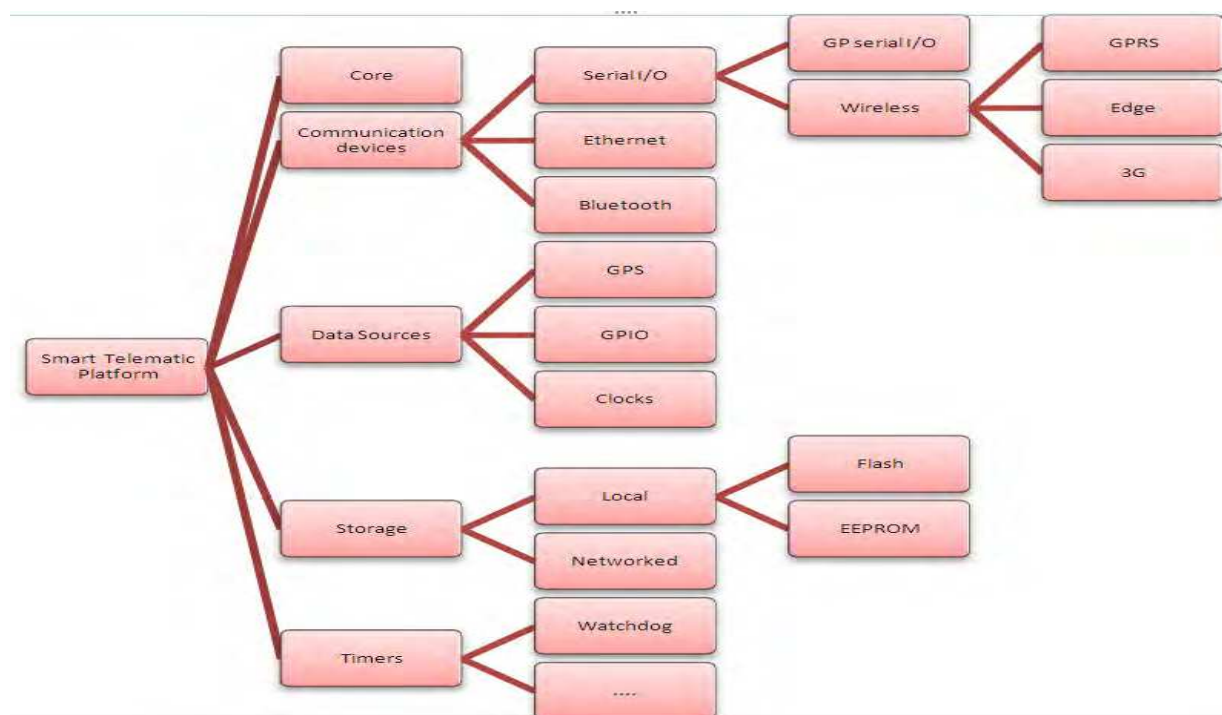 ....
Smart Telematic
Platform
Core
Communication
devices
Serial I/O
GP serial I/O
Wireless
GPRS
Edge
3G
Ethernet
Bluetooth
Data Sources
GPS
GPIO
Clocks
Storage
Local
Flash
EEPROM
Networked
Timers
Watchdog
....